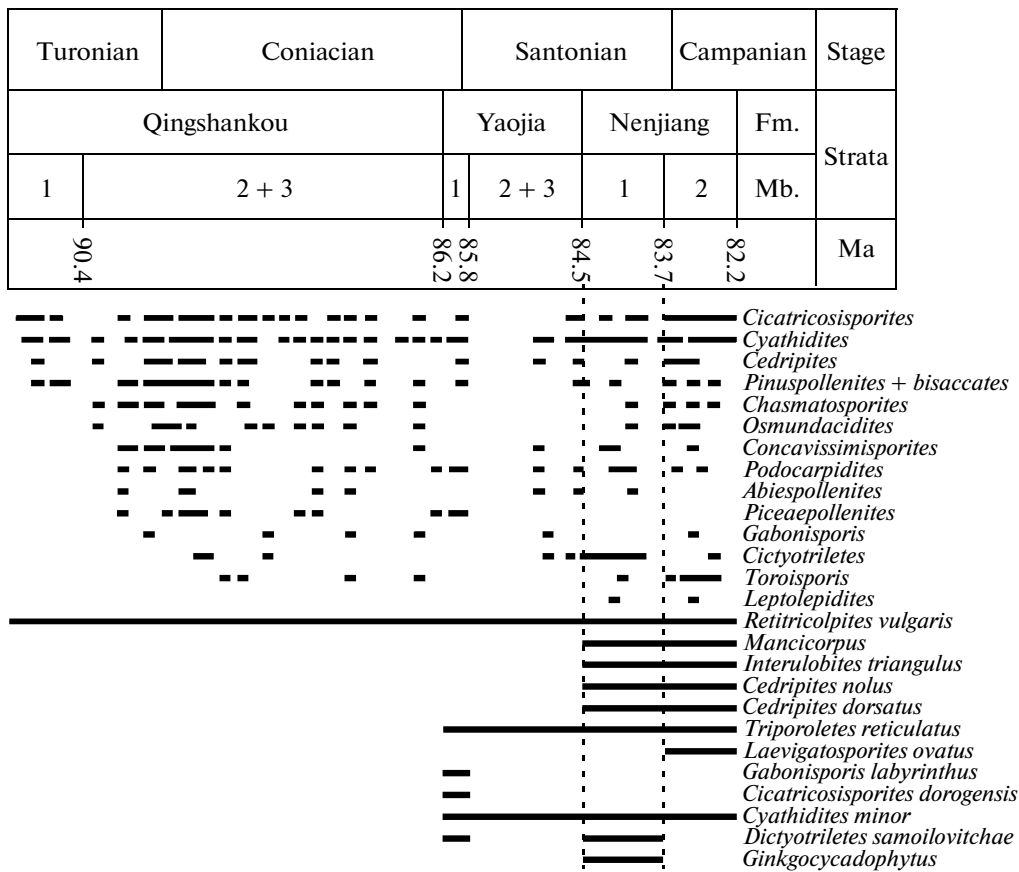 Turonian Coniacian Santonian Campanian Stage
Qingshankou Yaojia Nenjiang Fm.
Strata
1 2 + 3 1 2 + 3 1 2 Mb.
90.4 86.2 85.8 84.5 83.7 82.2 Ma
Cicatricosisporites
Cyathidites
Cedripites
Pinuspollenites + bisaccates
Chasmatosporites
Osmundacidites
Concavissimisporites
Podocarpidites
Abiespollenites
Piceaepollenites
Gabonisporis
Cictyotriletes
Toroisporis
Leptolepidites
Retitricolpites vulgaris
Mancicorpus
Interulobites triangulus
Cedripites nolus
Cedripites dorsatus
Triporoletes reticulatus
Laevigatosporites ovatus
Gabonisporis labyrinthus
Cicatricosisporites dorogensis
Cyathidites minor
Dictyotriletes samoilovitchae
Ginkgocycadophytus